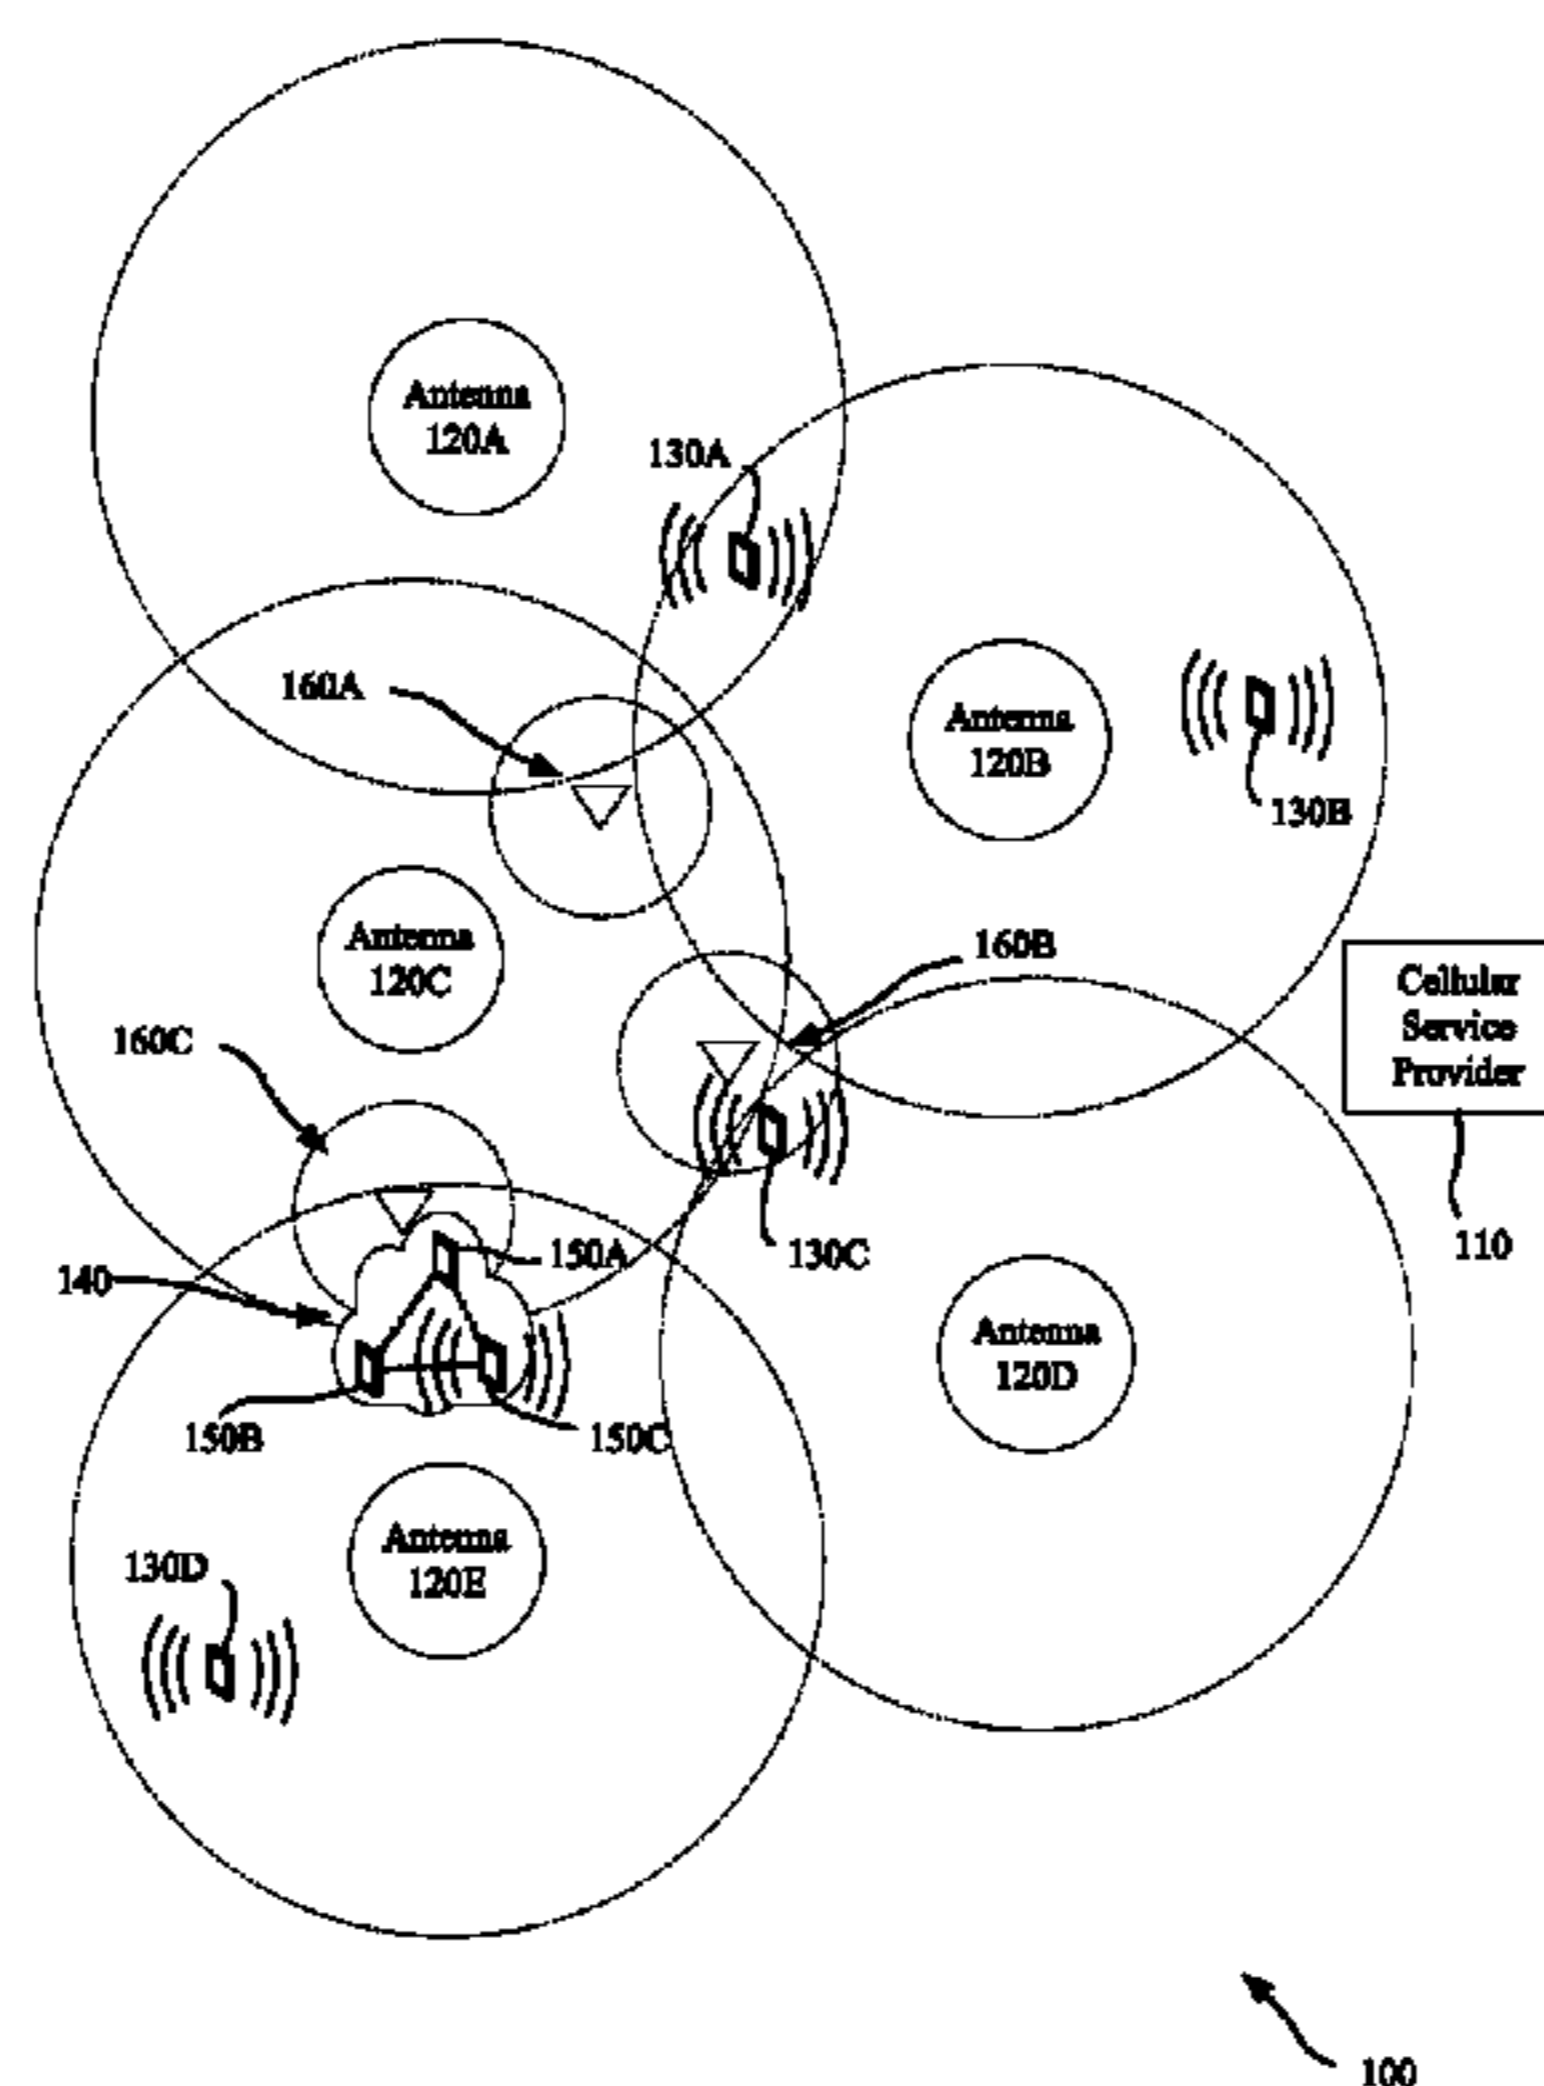 Antenna
120A
130A
160A
Antenna
120B
130B
Antenna
120C
160B
Cellular
Service
Provider
160C
150A
130C
110
140
Antenna
120D
150B
150C
Antenna
120E
130D
100